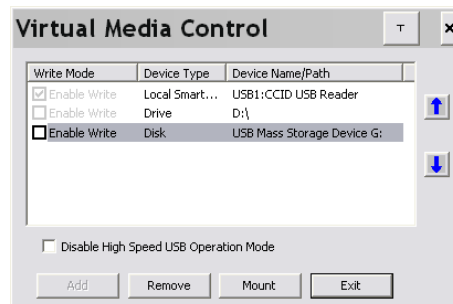 Virtual Media Control T ×
Write Mode Device Type Device Name/Path
Enable Write Local Smart... USB1:CCID USB Reader
Enable Write Drive D:\
Enable Write Disk USB Mass Storage Device G:
Disable High Speed USB Operation Mode
Add Remove Mount Exit